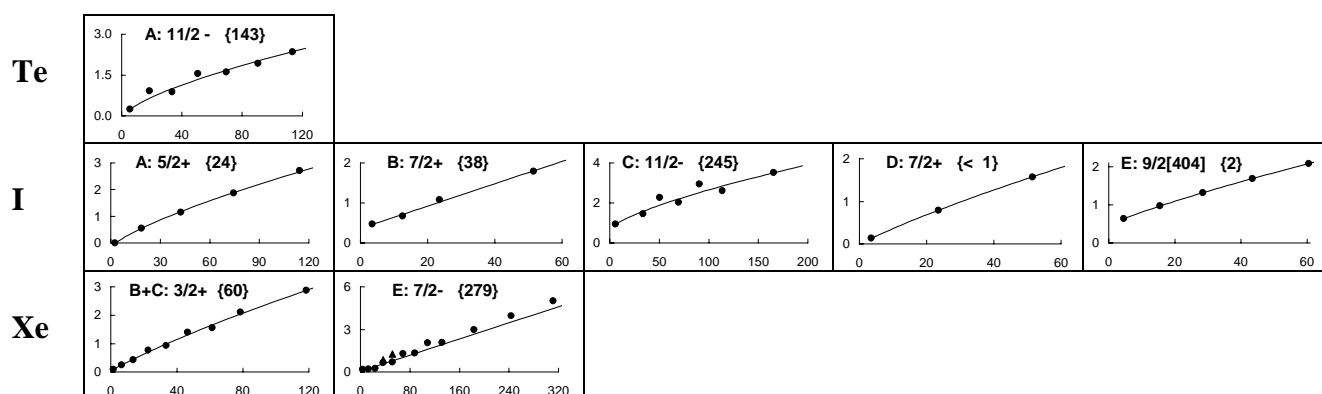 Te
A: 11/2 - {143}
3.0
1.5
0.0
0 40 80 120
I
A: 5/2+ {24}
3
2
1
0
0 30 60 90 120
B: 7/2+ {38}
2
1
0
0 20 40 60
C: 11/2- {245}
4
2
0
0 50 100 150 200
D: 7/2+ {< 1}
2
1
0
0 20 40 60
E: 9/2[404] {2}
2
1
0
0 20 40 60
Xe
B+C: 3/2+ {60}
3
2
1
0
0 40 80 120
E: 7/2- {279}
6
3
0
0 80 160 240 320